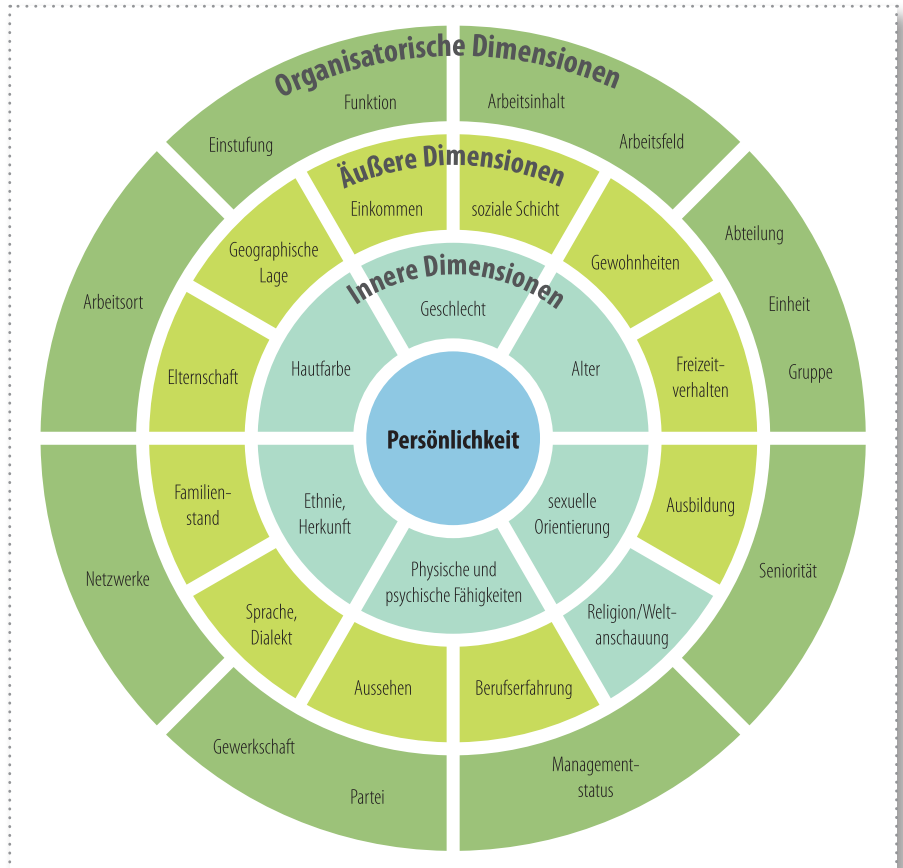 Organisatorische Dimensionen
Funktion
Arbeitsinhalt
Einstufung
Arbeitsfeld
Äußere Dimensionen
Einkommen
soziale Schicht
Abteilung
Geographische
Lage
Gewohnheiten
Innere Dimensionen
Geschlecht
Arbeitsort
Einheit
Elternschaft
Hautfarbe
Alter
Freizeit-
verhalten
Gruppe
Persönlichkeit
Familien-
stand
Ethnie,
Herkunft
sexuelle
Orientierung
Ausbildung
Netzwerke
Physische und
psychische Fähigkeiten
Seniorität
Sprache,
Dialekt
Religion/Welt-
anschauung
Aussehen
Berufserfahrung
Gewerkschaft
Partei
Management-
status